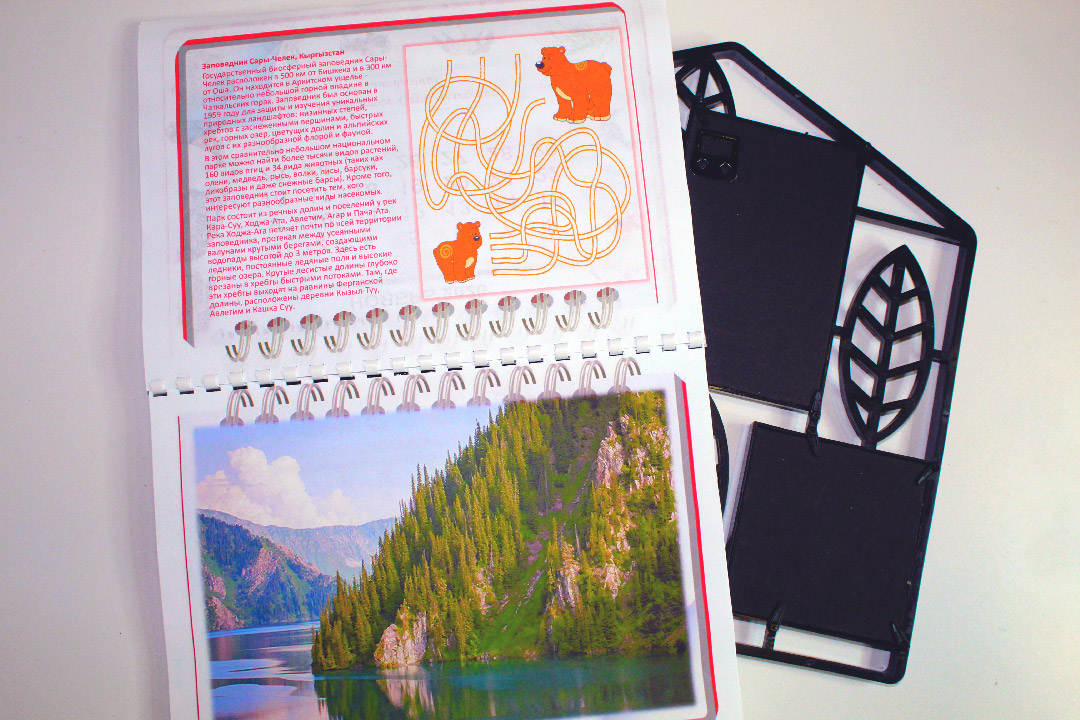 Заповедник Сары-Челек, Кыргызстан
Государственный биосферный заповедник Сары-
Челек расположен в 500 км от Бишкека и в 300 км
от Оша. Он находится в Аркитском ущелье -
относительно небольшой горной впадине в
Чаткальских горах. Заповедник был основан в
1959 году для защиты и изучения уникальных
природных ландшафтов: низинных степей,
хребтов с заснеженными вершинами, быстрых
рек, горных озер, цветущих долин и альпийских
лугов с их разнообразной флорой и фауной.
В этом сравнительно небольшом национальном
парке можно найти более тысячи видов растений,
160 видов птиц и 34 вида животных (таких как
олени, медведь, рысь, волки, лисы, барсуки,
дикобразы и даже снежные барсы). Кроме того,
этот заповедник стоит посетить тем, кого
интересуют разнообразные виды насекомых.
Парк состоит из речных долин и поселений у рек
Кара-Суу, Ходжа-Ата, Авлетим, Агар и Пача-Ата.
Река Ходжа-Ата петляет почти по всей территории
заповедника, протекая между усеянными
валунами крутыми берегами, создающими
водопады высотой до 3 метров. Здесь есть
ледники, постоянные ледяные поля и высокие
горные озера. Крутые лесистые долины глубоко
врезаны в хребты быстрыми потоками. Там, где
эти хребты выходят на равнины Ферганской
долины, расположены деревни Кызыл Туу,
Авлетим и Кашка Суу.